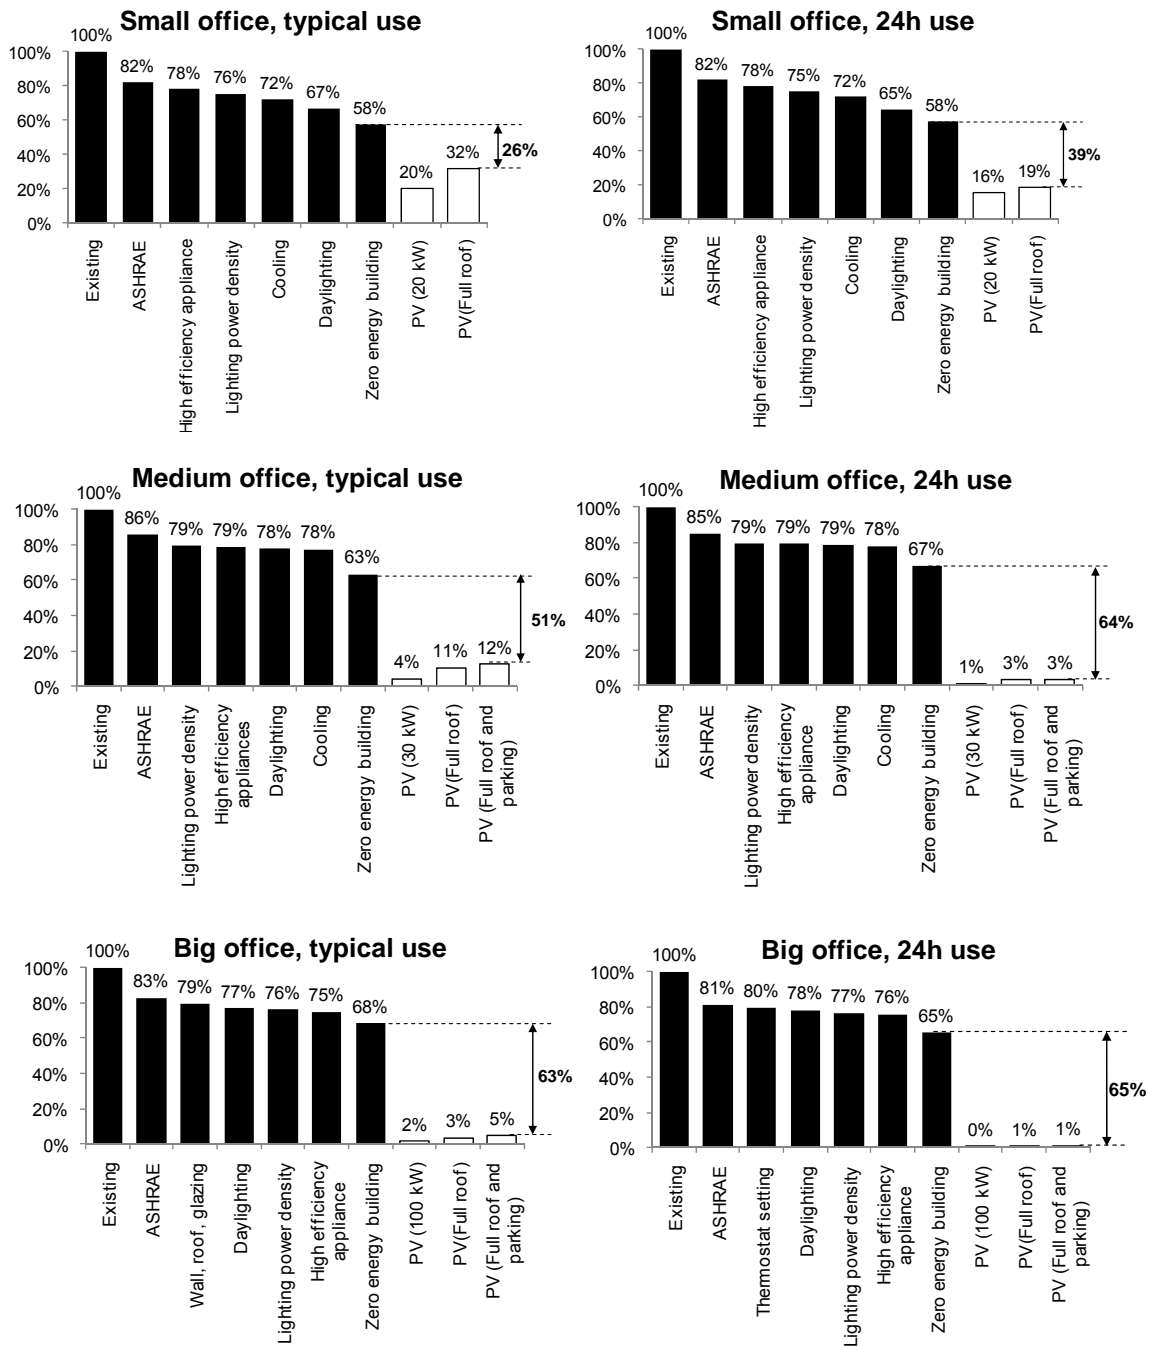 Small office, typical use
100%
82%
78%
76%
72%
67%
58%
26%
32%
20%
100%
80%
60%
40%
20%
0%
Existing
ASHRAE
High efficiency appliance
Lighting power density
Cooling
Daylighting
Zero energy building
PV (20 kW)
PV(Full roof)
Small office, 24h use
100%
82%
78%
75%
72%
65%
58%
39%
16%
19%
100%
80%
60%
40%
20%
0%
Existing
ASHRAE
High efficiency appliance
Lighting power density
Cooling
Daylighting
Zero energy building
PV (20 kW)
PV(Full roof)
Medium office, typical use
100%
86%
79%
79%
78%
78%
63%
51%
4%
11%
12%
100%
80%
60%
40%
20%
0%
Existing
ASHRAE
Lighting power density
High efficiency
appliances
Daylighting
Cooling
Zero energy building
PV (30 kW)
PV(Full roof)
PV (Full roof and
parking)
Medium office, 24h use
100%
85%
79%
79%
79%
78%
67%
64%
1%
3%
3%
100%
80%
60%
40%
20%
0%
Existing
ASHRAE
Lighting power density
High efficiency
appliance
Daylighting
Cooling
Zero energy building
PV (30 kW)
PV(Full roof)
PV (Full roof and
parking)
Big office, typical use
100%
83%
79%
77%
76%
75%
68%
63%
2%
3%
5%
100%
80%
60%
40%
20%
0%
Existing
ASHRAE
Wall, roof, glazing
Daylighting
Lighting power density
High efficiency
appliance
Zero energy building
PV (100 kW)
PV(Full roof)
PV (Full roof and
parking)
Big office, 24h use
100%
81%
80%
78%
77%
76%
65%
65%
0%
1%
1%
100%
80%
60%
40%
20%
0%
Existing
ASHRAE
Thermostat setting
Daylighting
Lighting power density
High efficiency
appliance
Zero energy building
PV (100 kW)
PV(Full roof)
PV (Full roof and
parking)